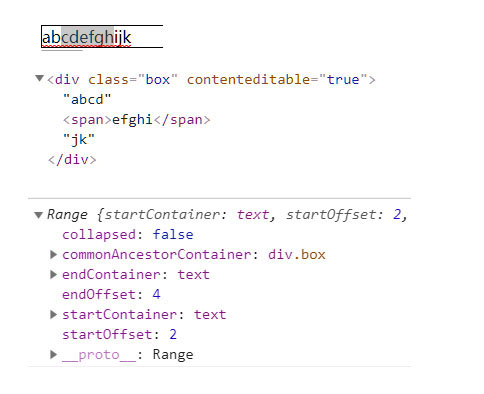 abcdefghijk
▼<div class="box" contenteditable="true">
"abcd"
<span>efghi</span>
"jk"
</div>
▼Range {startContainer: text, startOffset: 2,
collapsed: false
▶commonAncestorContainer: div.box
▶endContainer: text
endOffset: 4
▶startContainer: text
startOffset: 2
▶__proto__: Range